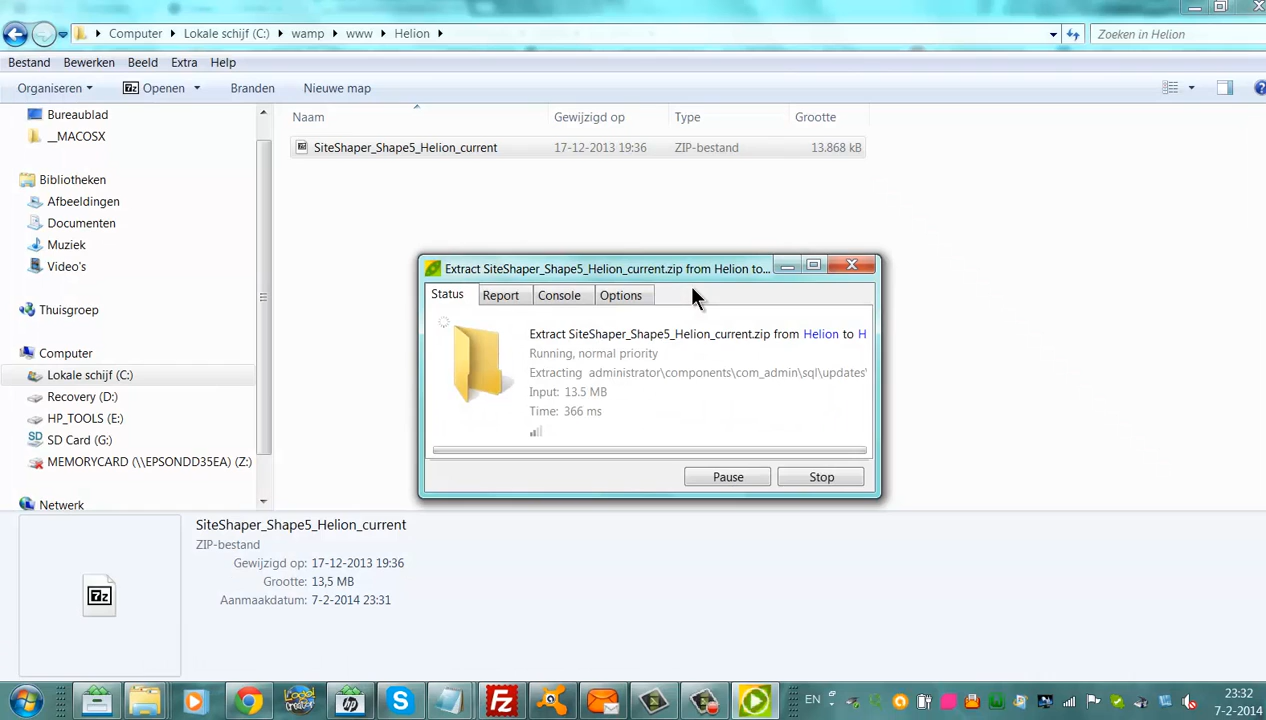 Computer Lokale schijf (C:) wamp www Helion Zoeken in Helion
Bestand Bewerken Beeld Extra Help
Organiseren Openen Branden Nieuwe map
Bureaublad
__MACOSX
Bibliotheken
Afbeeldingen
Documenten
Muziek
Video's
Thuisgroep
Computer
Lokale schijf (C:)
Recovery (D:)
HP_TOOLS (E:)
SD Card (G:)
MEMORYCARD (\\EPSONDD35EA) (Z:)
Netwerk
Naam Gewijzigd op Type Grootte
SiteShaper_Shape5_Helion_current 17-12-2013 19:36 ZIP-bestand 13.868 kB
Extract SiteShaper_Shape5_Helion_current.zip from Helion to...
Status Report Console Options
Extract SiteShaper_Shape5_Helion_current.zip from Helion to H
Running, normal priority
Extracting administrator\components\com_admin\sql\updates\
Input: 13.5 MB
Time: 366 ms
Pause Stop
SiteShaper_Shape5_Helion_current
ZIP-bestand
Gewijzigd op: 17-12-2013 19:36
Grootte: 13,5 MB
Aanmaakdatum: 7-2-2014 23:31
7z
EN
23:32
7-2-2014